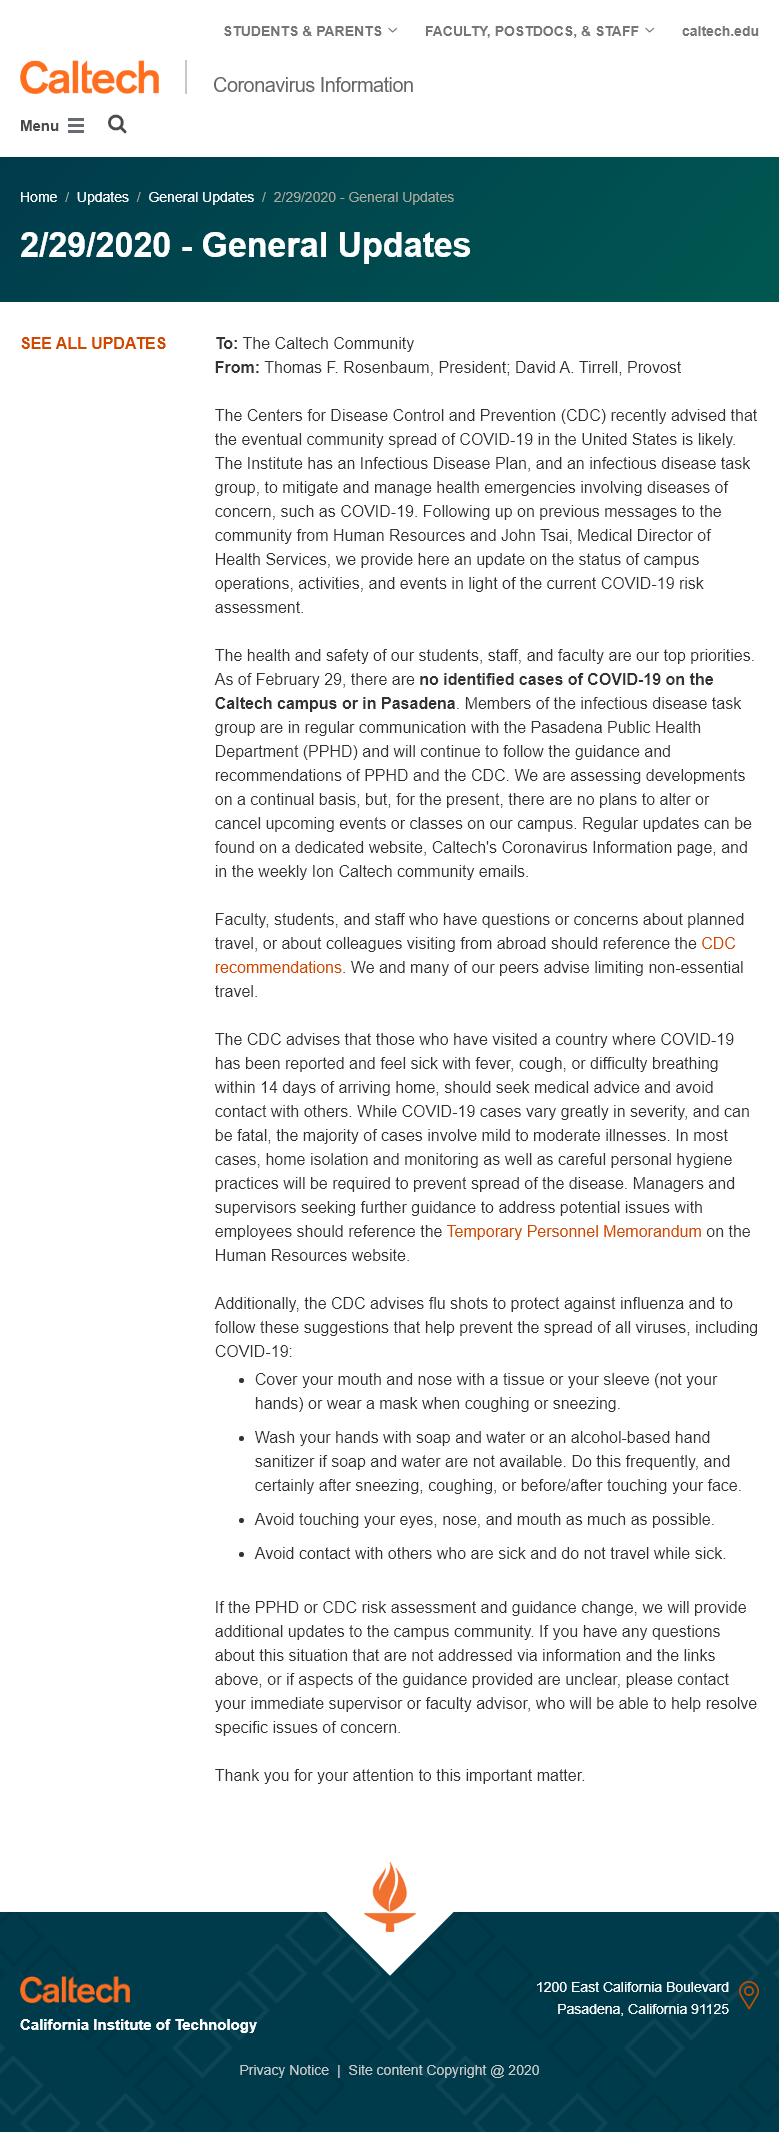 STUDENTS & PARENTS
FACULTY, POSTDOCS, & STAFF
caltech.edu
Caltech
Coronavirus Information
Menu
Home / Updates / General Updates / 2/29/2020 - General Updates
2/29/2020 - General Updates
SEE ALL UPDATES
To: The Caltech Community
From: Thomas F. Rosenbaum, President; David A. Tirrell, Provost
The Centers for Disease Control and Prevention (CDC) recently advised that
the eventual community spread of COVID-19 in the United States is likely.
The Institute has an Infectious Disease Plan, and an infectious disease task
group, to mitigate and manage health emergencies involving diseases of
concern, such as COVID-19. Following up on previous messages to the
community from Human Resources and John Tsai, Medical Director of
Health Services, we provide here an update on the status of campus
operations, activities, and events in light of the current COVID-19 risk
assessment.
The health and safety of our students, staff, and faculty are our top priorities.
As of February 29, there are no identified cases of COVID-19 on the
Caltech campus or in Pasadena. Members of the infectious disease task
group are in regular communication with the Pasadena Public Health
Department (PPHD) and will continue to follow the guidance and
recommendations of PPHD and the CDC. We are assessing developments
on a continual basis, but, for the present, there are no plans to alter or
cancel upcoming events or classes on our campus. Regular updates can be
found on a dedicated website, Caltech's Coronavirus Information page, and
in the weekly Ion Caltech community emails.
Faculty, students, and staff who have questions or concerns about planned
travel, or about colleagues visiting from abroad should reference the CDC
recommendations. We and many of our peers advise limiting non-essential
travel.
The CDC advises that those who have visited a country where COVID-19
has been reported and feel sick with fever, cough, or difficulty breathing
within 14 days of arriving home, should seek medical advice and avoid
contact with others. While COVID-19 cases vary greatly in severity, and can
be fatal, the majority of cases involve mild to moderate illnesses. In most
cases, home isolation and monitoring as well as careful personal hygiene
practices will be required to prevent spread of the disease. Managers and
supervisors seeking further guidance to address potential issues with
employees should reference the Temporary Personnel Memorandum on the
Human Resources website.
Additionally, the CDC advises flu shots to protect against influenza and to
follow these suggestions that help prevent the spread of all viruses, including
COVID-19:
• Cover your mouth and nose with a tissue or your sleeve (not your
hands) or wear a mask when coughing or sneezing.
• Wash your hands with soap and water or an alcohol-based hand
sanitizer if soap and water are not available. Do this frequently, and
certainly after sneezing, coughing, or before/after touching your face.
• Avoid touching your eyes, nose, and mouth as much as possible.
• Avoid contact with others who are sick and do not travel while sick.
If the PPHD or CDC risk assessment and guidance change, we will provide
additional updates to the campus community. If you have any questions
about this situation that are not addressed via information and the links
above, or if aspects of the guidance provided are unclear, please contact
your immediate supervisor or faculty advisor, who will be able to help resolve
specific issues of concern.
Thank you for your attention to this important matter.
Caltech
California Institute of Technology
1200 East California Boulevard
Pasadena, California 91125
Privacy Notice | Site content Copyright @ 2020